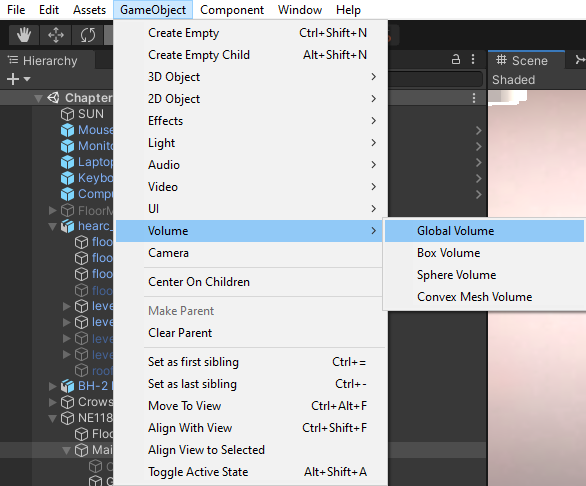 File Edit Assets GameObject Component Window Help
Hierarchy
Scene
Shaded
Chapter
SUN
Mouse
Monito
Laptop
Keybo
Compu
FloorM
hearc_
floo
floo
floo
floo
leve
leve
leve
leve
roof
BH-2
Crows
NE118
Floo
Mai
Create Empty Ctrl+Shift+N
Create Empty Child Alt+Shift+N
3D Object
2D Object
Effects
Light
Audio
Video
UI
Volume
Camera
Center On Children
Make Parent
Clear Parent
Set as first sibling Ctrl+=
Set as last sibling Ctrl+-
Move To View Ctrl+Alt+F
Align With View Ctrl+Shift+F
Align View to Selected
Toggle Active State Alt+Shift+A
Global Volume
Box Volume
Sphere Volume
Convex Mesh Volume